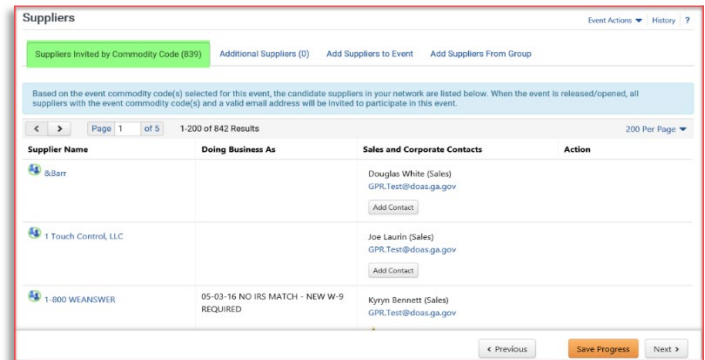 Suppliers
Event Actions History ?
Suppliers Invited by Commodity Code (839) Additional Suppliers (0) Add Suppliers to Event Add Suppliers From Group
Based on the event commodity code(s) selected for this event, the candidate suppliers in your network are listed below. When the event is released/opened, all
suppliers with the event commodity code(s) and a valid email address will be invited to participate in this event.
< > Page 1 of 5 1-200 of 842 Results 200 Per Page
Supplier Name Doing Business As Sales and Corporate Contacts Action
&Barr Douglas White (Sales)
GPR.Test@doas.ga.gov
Add Contact
1 Touch Control, LLC Joe Laurin (Sales)
GPR.Test@doas.ga.gov
Add Contact
1-800 WEANSWER 05-03-16 NO IRS MATCH - NEW W-9 Kyryn Bennett (Sales)
REQUIRED GPR.Test@doas.ga.gov
< Previous Save Progress Next >